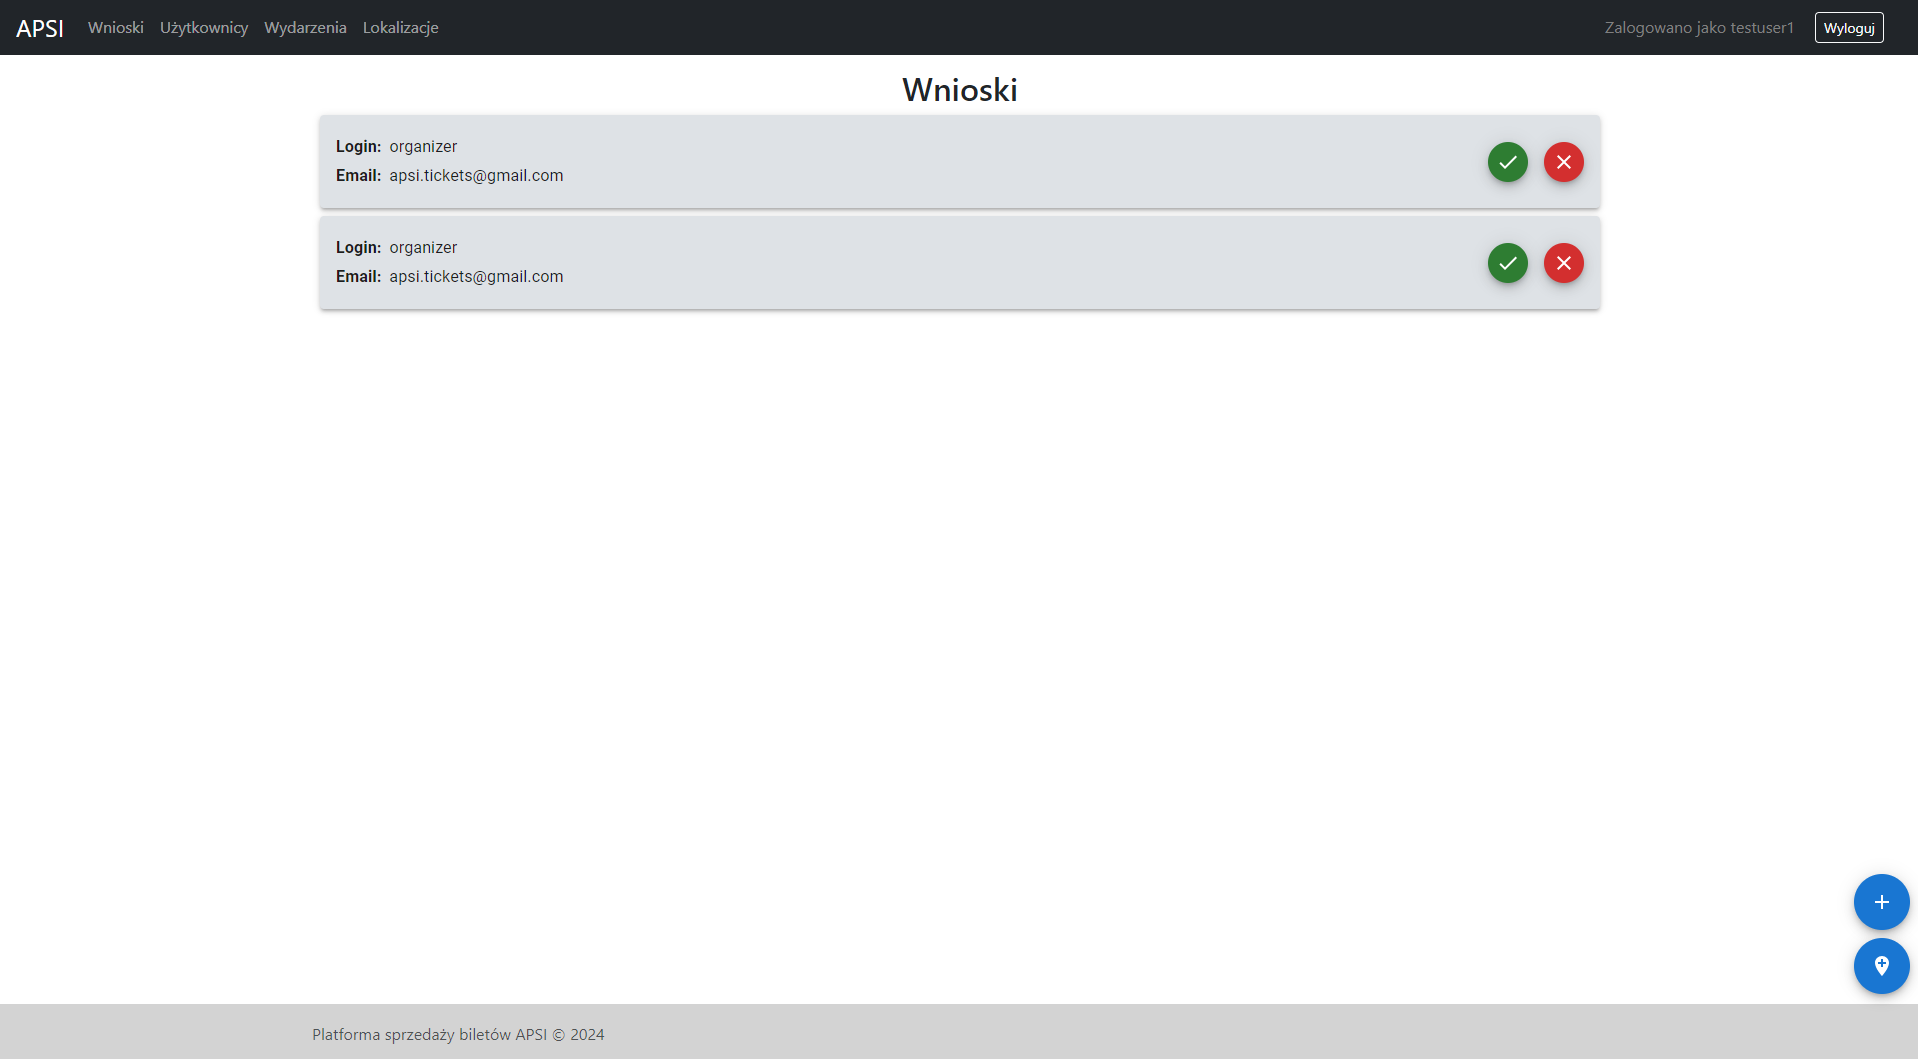 APSI Wnioski Użytkownicy Wydarzenia Lokalizacje Zalogowano jako testuser1 Wyloguj
Wnioski
Login: organizer
Email: apsi.tickets@gmail.com
Login: organizer
Email: apsi.tickets@gmail.com
Platforma sprzedaży biletów APSI © 2024